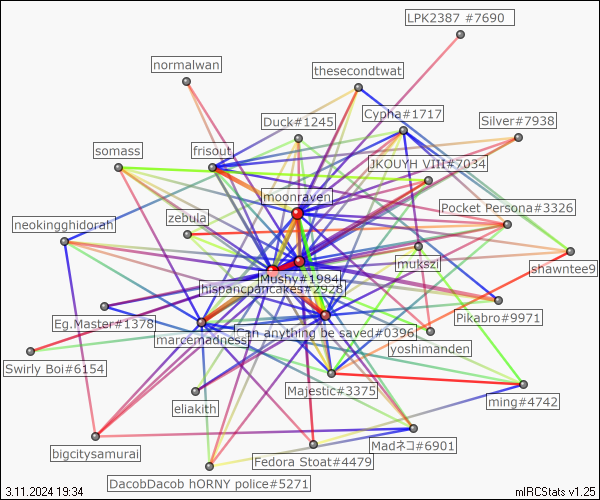 LPK2387 #7690
normalwan
thesecondtwat
Duck#1245
Cypha#1717
Silver#7938
somass
frisout
JKOUYH VIII#7034
moonraven
Pocket Persona#3326
zebula
neokingghidorah
mukszi
shawntee9
Mushy#1984
hispancpancakes#2928
Pikabro#9971
Eg.Master#1378
Can anything be saved#0396
marcemadness
yoshimanden
Swirly Boi#6154
Majestic#3375
ming#4742
eliakith
Madネコ#6901
bigcitysamurai
Fedora Stoat#4479
DacobDacob hORNY police#5271
3.11.2024 19:34
mIRCStats v1.25